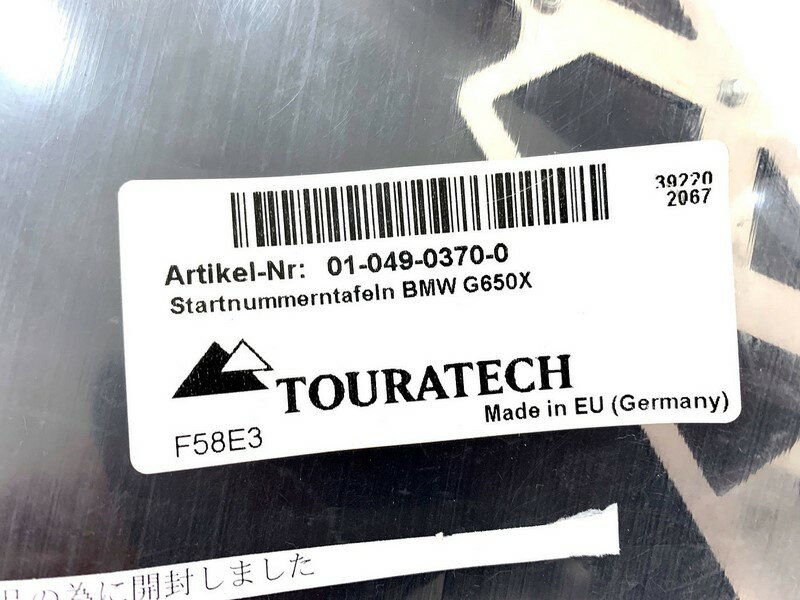 39220
2067
Artikel-Nr: 01-049-0370-0
Startnummerntafeln BMW G650X
TOURATECH
Made in EU (Germany)
F58E3
の為に開封しました